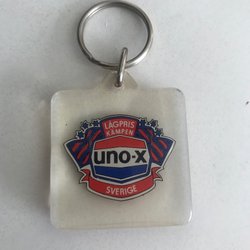 LÅGPRIS
KÄMPEN
uno-x
SVERIGE